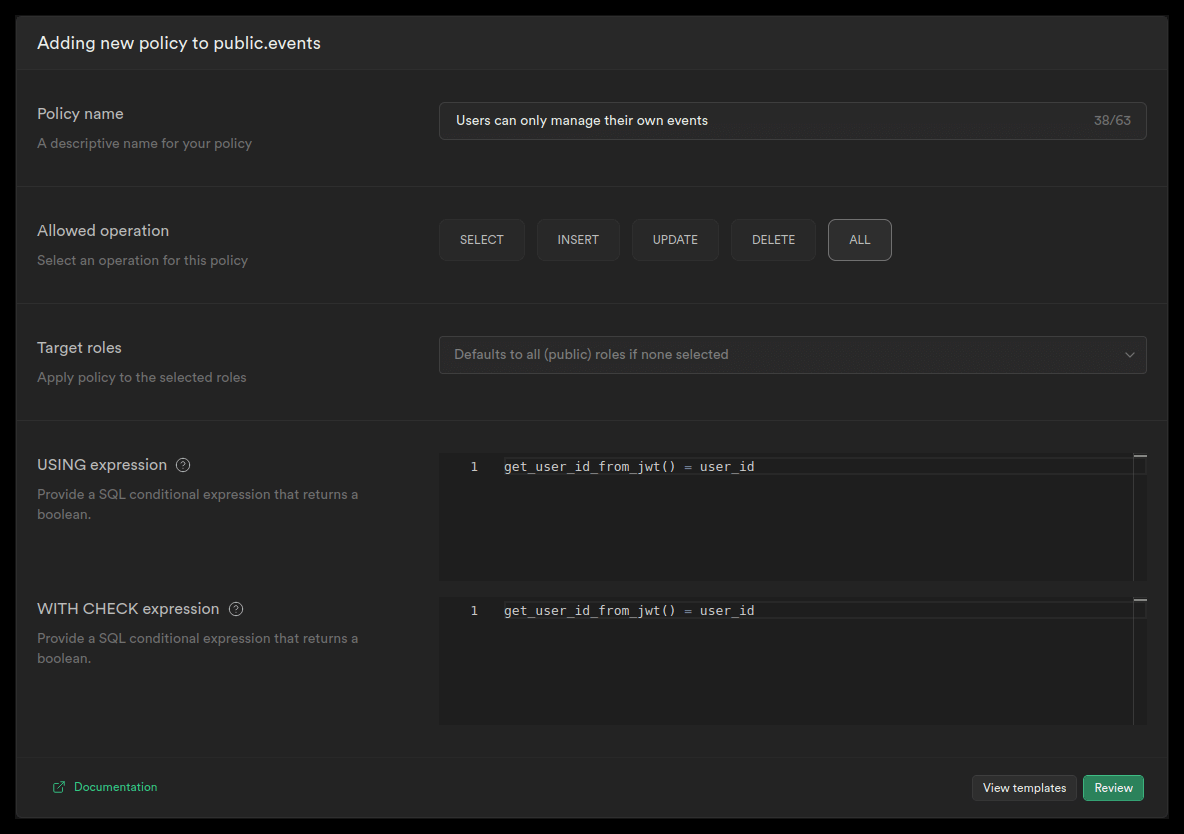 Adding new policy to public.events
Policy name
A descriptive name for your policy
Users can only manage their own events
38/63
Allowed operation
Select an operation for this policy
SELECT
INSERT
UPDATE
DELETE
ALL
Target roles
Apply policy to the selected roles
Defaults to all (public) roles if none selected
USING expression ?
Provide a SQL conditional expression that returns a
boolean.
1 get_user_id_from_jwt() = user_id
WITH CHECK expression ?
Provide a SQL conditional expression that returns a
boolean.
1 get_user_id_from_jwt() = user_id
Documentation
View templates
Review